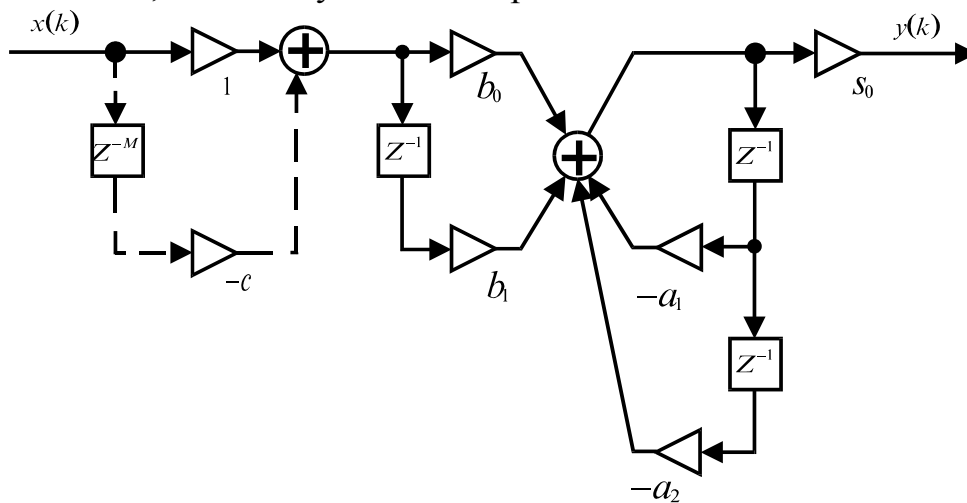 x(k)
1
b₀
y(k)
s₀
Z⁻ᴹ
Z⁻¹
Z⁻¹
b₁
−c
−a₁
Z⁻¹
−a₂